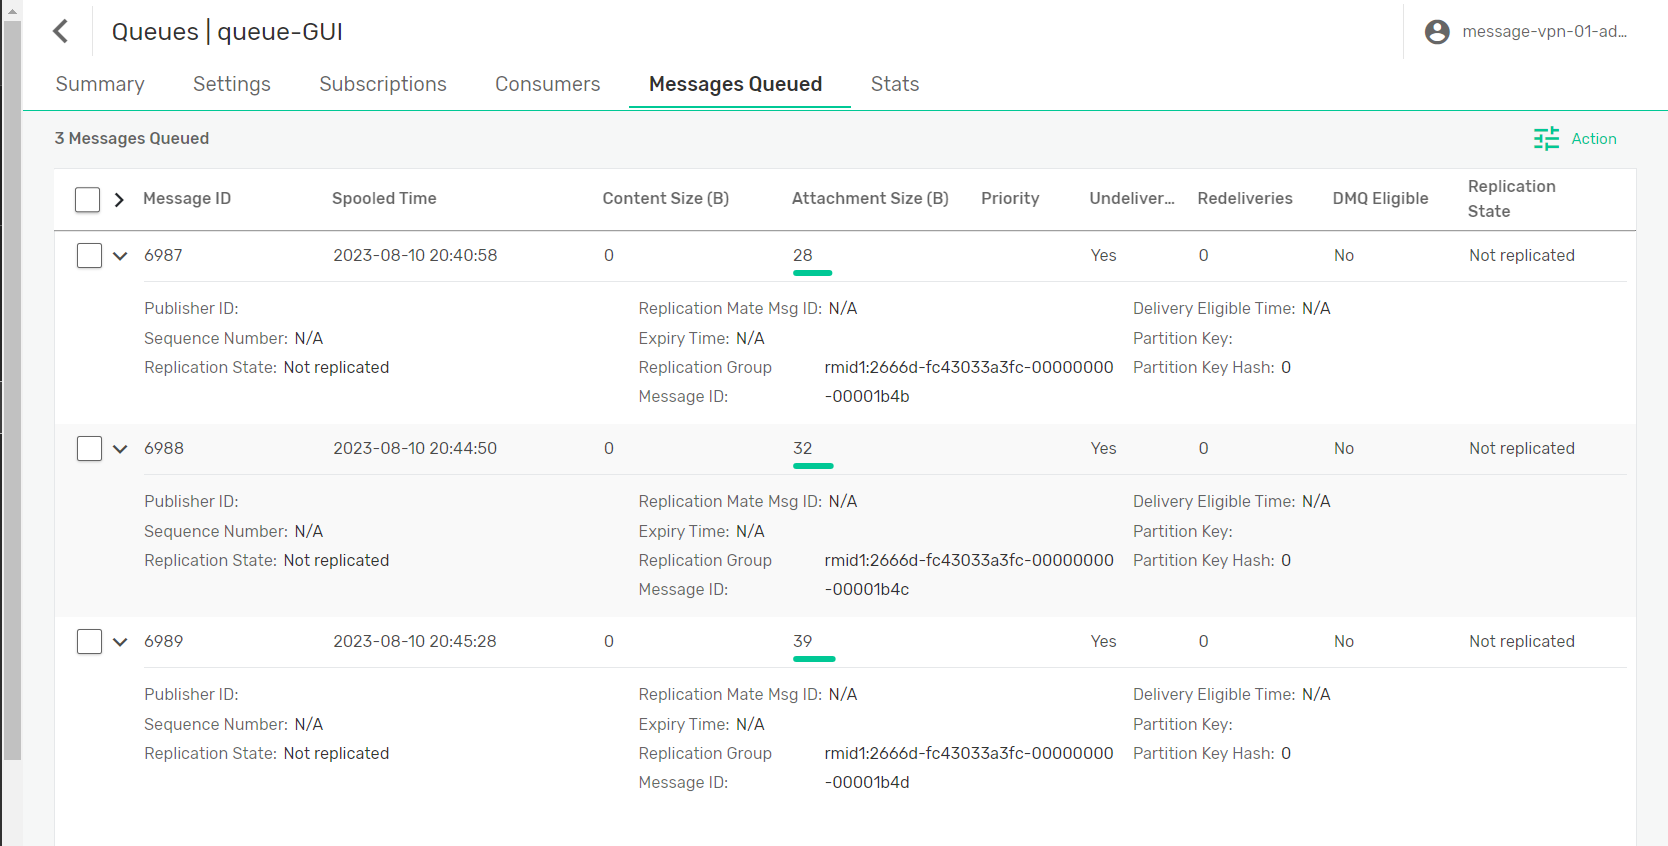 Queues | queue-GUI
message-vpn-01-ad...
Summary Settings Subscriptions Consumers Messages Queued Stats
3 Messages Queued
Action
Message ID Spooled Time Content Size (B) Attachment Size (B) Priority Undeliver... Redeliveries DMQ Eligible Replication State
6987 2023-08-10 20:40:58 0 28 Yes 0 No Not replicated
Publisher ID: Replication Mate Msg ID: N/A Delivery Eligible Time: N/A
Sequence Number: N/A Expiry Time: N/A Partition Key:
Replication State: Not replicated Replication Group rmid1:2666d-fc43033a3fc-00000000 Partition Key Hash: 0
Message ID: -00001b4b
6988 2023-08-10 20:44:50 0 32 Yes 0 No Not replicated
Publisher ID: Replication Mate Msg ID: N/A Delivery Eligible Time: N/A
Sequence Number: N/A Expiry Time: N/A Partition Key:
Replication State: Not replicated Replication Group rmid1:2666d-fc43033a3fc-00000000 Partition Key Hash: 0
Message ID: -00001b4c
6989 2023-08-10 20:45:28 0 39 Yes 0 No Not replicated
Publisher ID: Replication Mate Msg ID: N/A Delivery Eligible Time: N/A
Sequence Number: N/A Expiry Time: N/A Partition Key:
Replication State: Not replicated Replication Group rmid1:2666d-fc43033a3fc-00000000 Partition Key Hash: 0
Message ID: -00001b4d